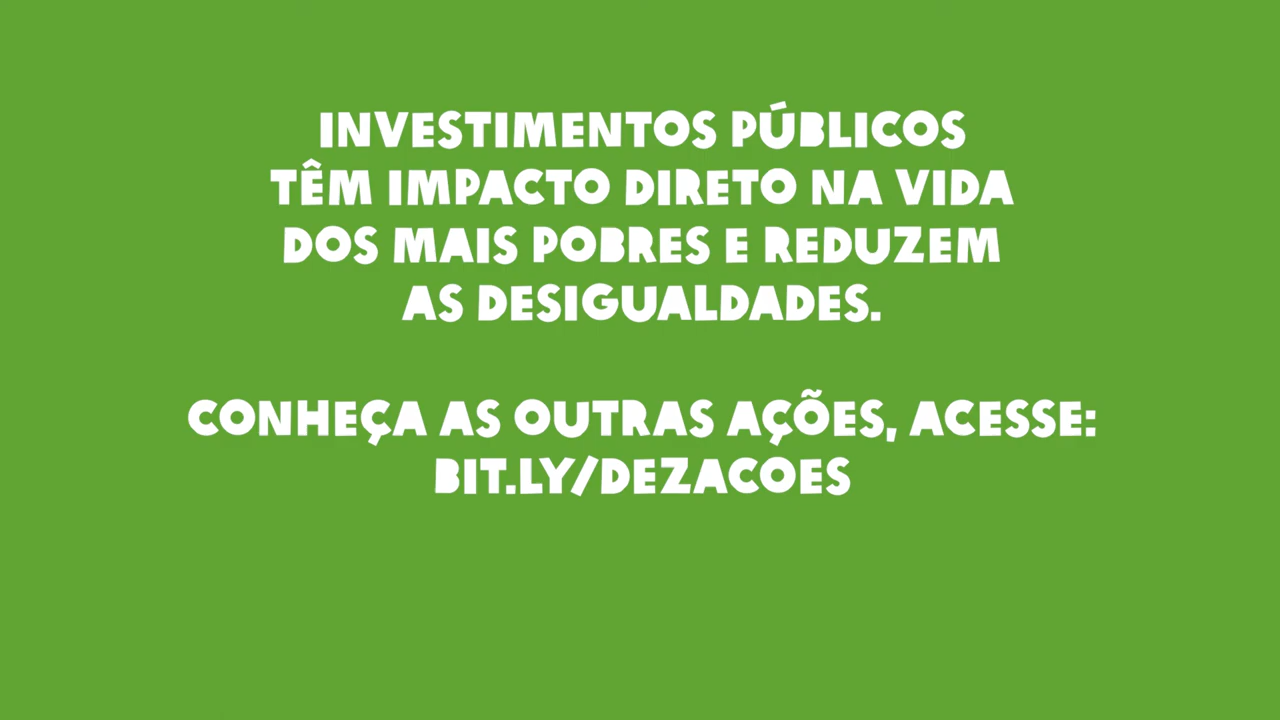 INVESTIMENTOS PÚBLICOS
TÊM IMPACTO DIRETO NA VIDA
DOS MAIS POBRES E REDUZEM
AS DESIGUALDADES.
CONHEÇA AS OUTRAS AÇÕES, ACESSE:
BIT.LY/DEZACOES